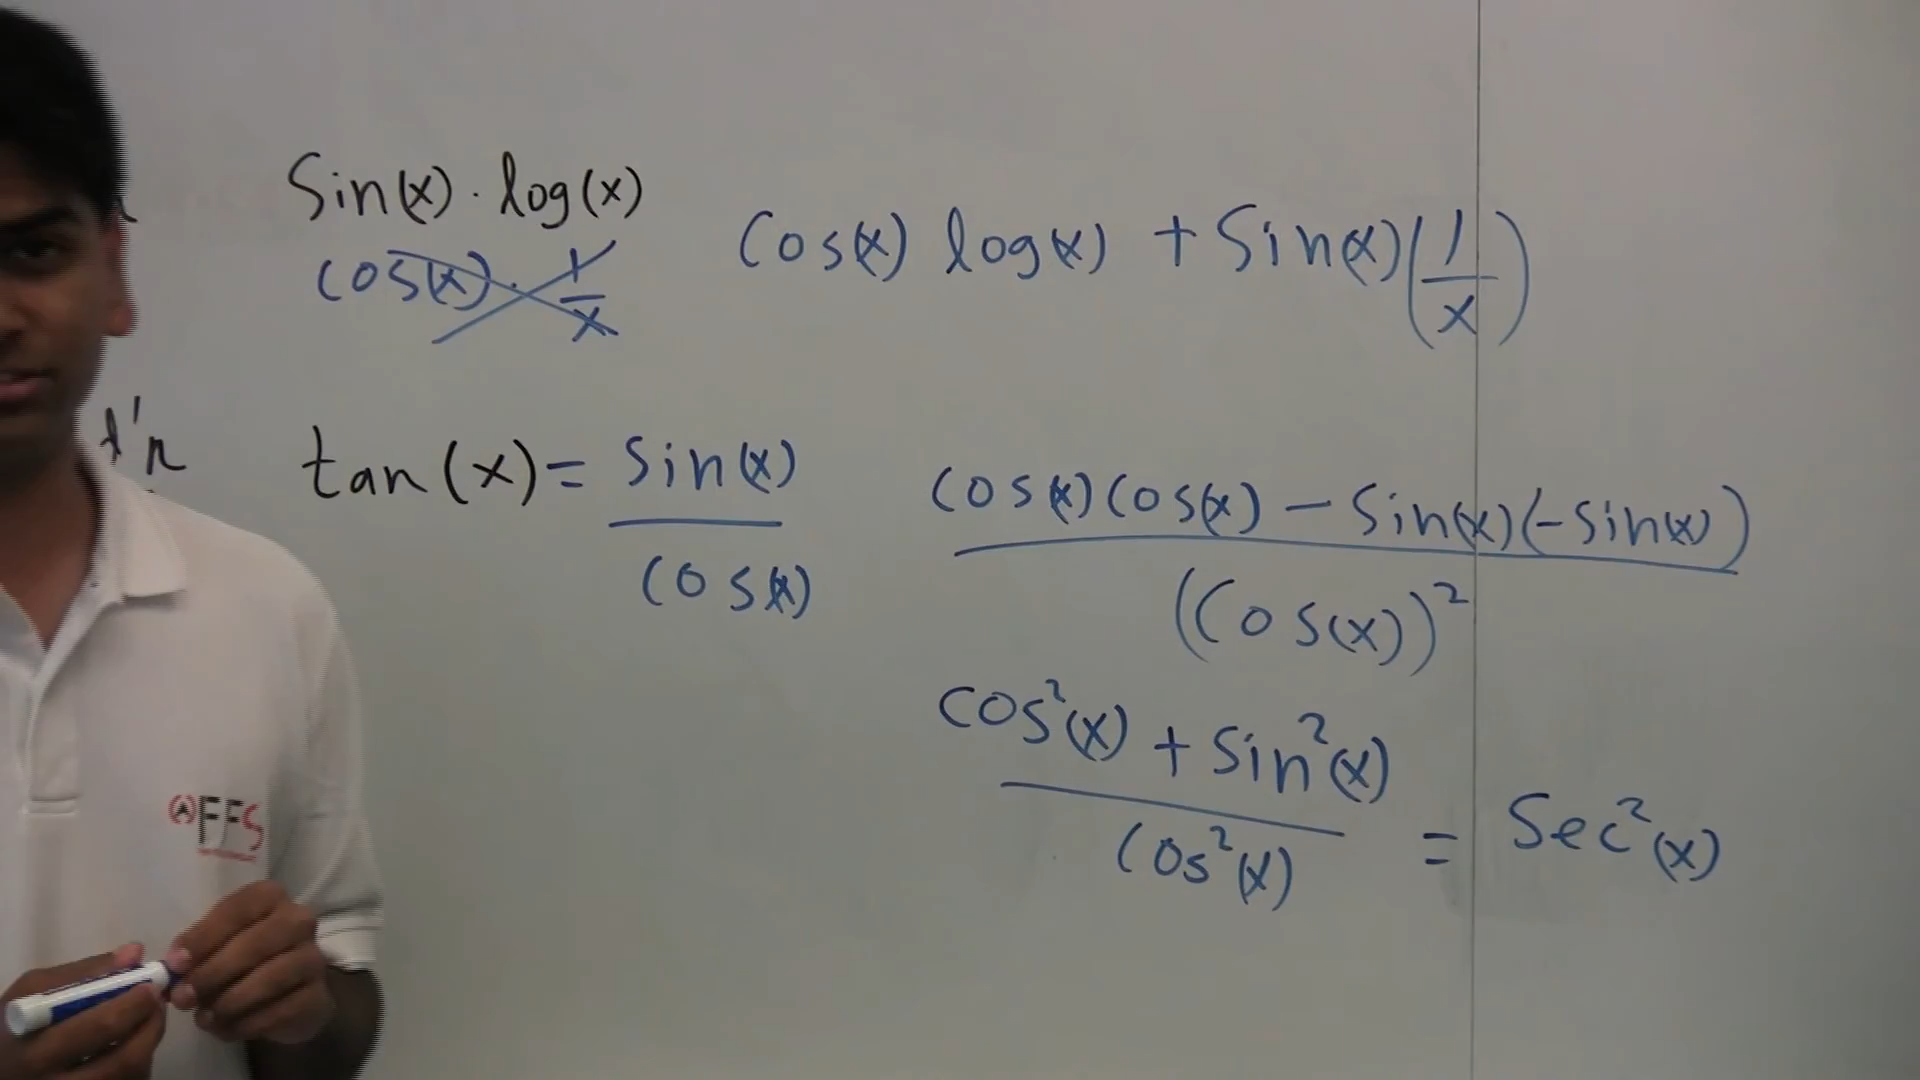 Sin(x) · log(x)
cos(x) · 1/x
Cos(x) log(x) + Sin(x)(1/x)
tan(x) = Sin(x)/Cos(x)
Cos(x)Cos(x) − Sin(x)(−Sin(x))
((Cos(x))²
Cos²(x) + Sin²(x)
Cos²(x)
= Sec²(x)
FFS